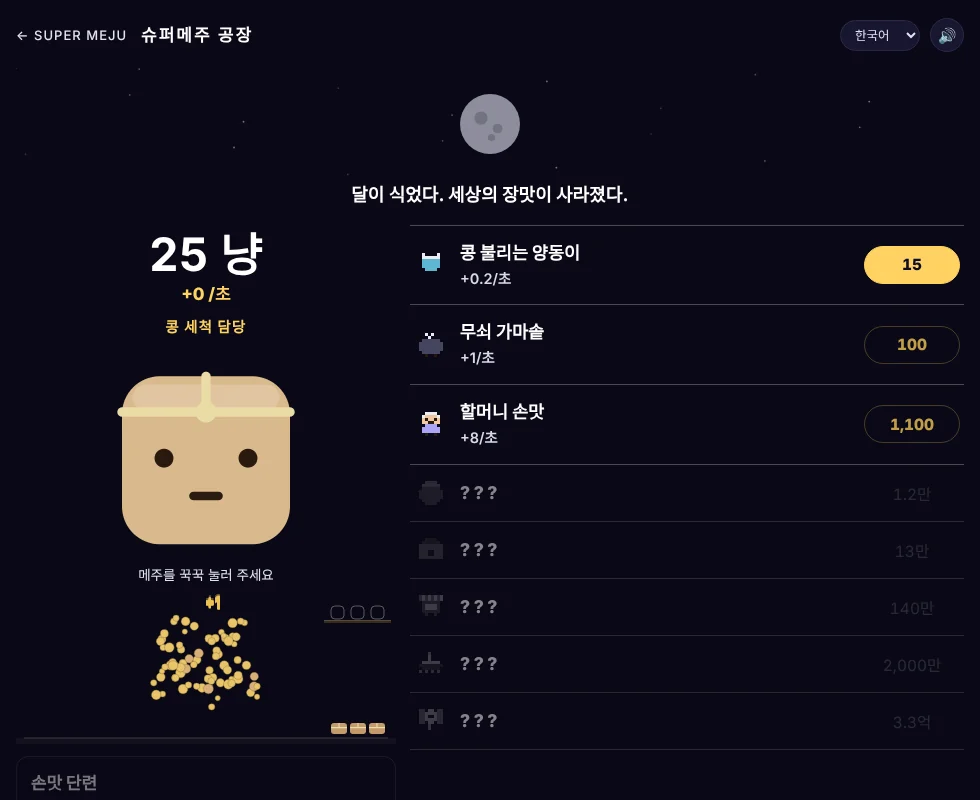 ← SUPER MEJU 슈퍼메주 공장
한국어
달이 식었다. 세상의 장맛이 사라졌다.
25 냥
+0 /초
콩 세척 담당
메주를 꾹꾹 눌러 주세요
손맛 단련
콩 불리는 양동이
+0.2/초
15
무쇠 가마솥
+1/초
100
할머니 손맛
+8/초
1,100
???
1.2만
???
13만
???
140만
???
2,000만
???
3.3억